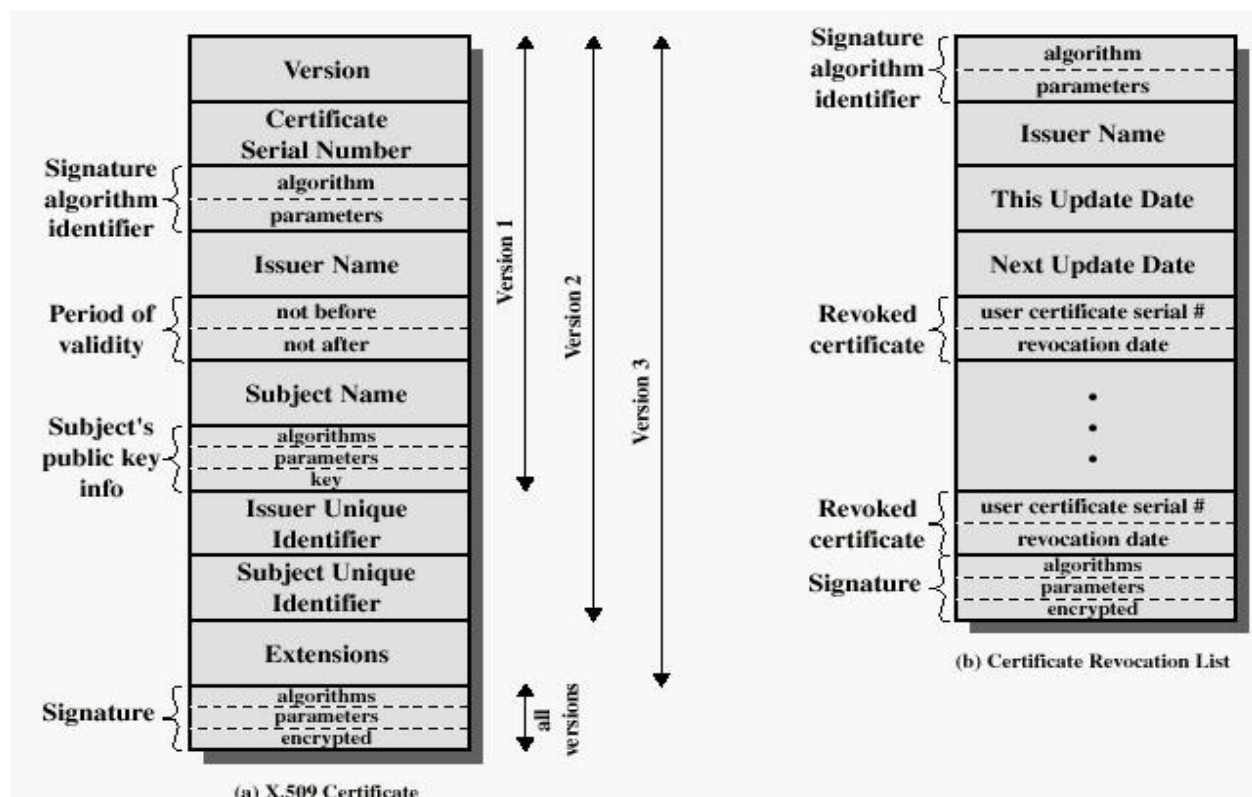 Version
Certificate
Serial Number
Signature
algorithm
identifier
algorithm
parameters
Issuer Name
Period of
validity
not before
not after
Subject Name
Subject's
public key
info
algorithms
parameters
key
Issuer Unique
Identifier
Subject Unique
Identifier
Extensions
Signature
algorithms
parameters
encrypted
Version 1
Version 2
Version 3
all
versions
(a) X.509 Certificate
Signature
algorithm
identifier
algorithm
parameters
Issuer Name
This Update Date
Next Update Date
Revoked
certificate
user certificate serial #
revocation date
Revoked
certificate
user certificate serial #
revocation date
Signature
algorithms
parameters
encrypted
(b) Certificate Revocation List